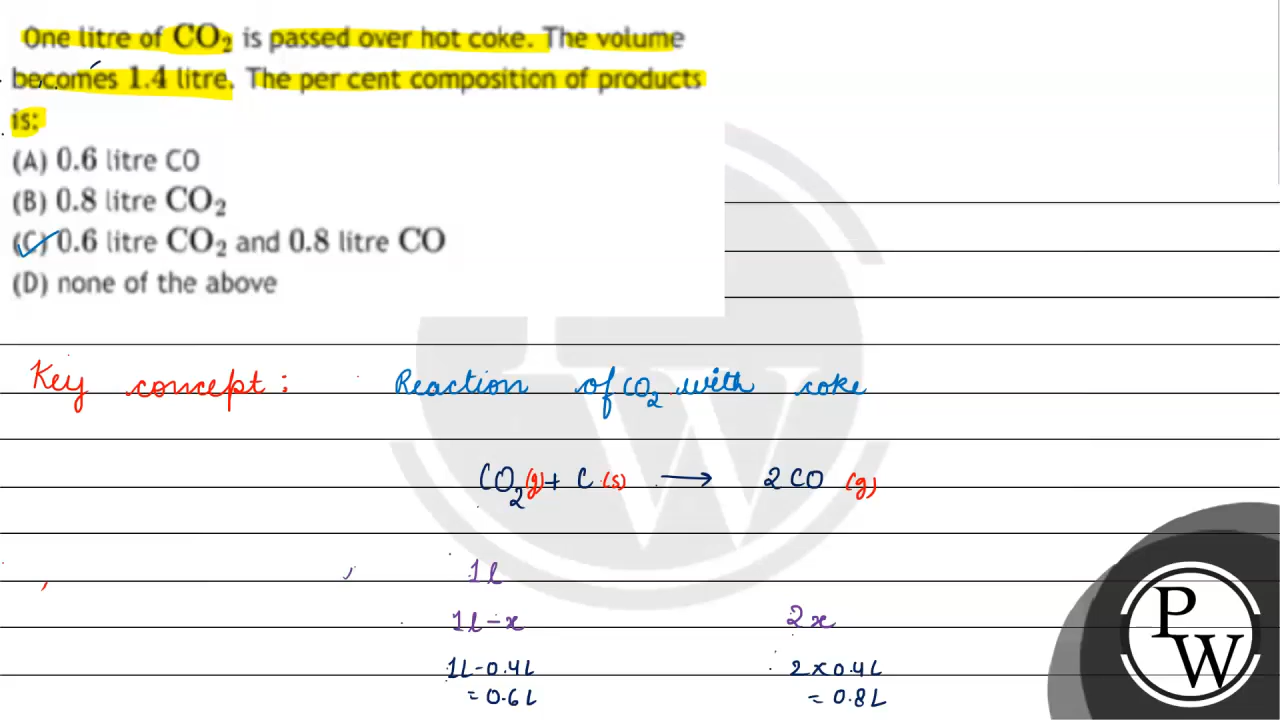 One litre of CO₂ is passed over hot coke. The volume
becomes 1.4 litre. The per cent composition of products
is:
(A) 0.6 litre CO
(B) 0.8 litre CO₂
(C) 0.6 litre CO₂ and 0.8 litre CO
(D) none of the above
Key concept : Reaction of CO₂ with coke
CO₂(g) + C (s) → 2 CO (g)
1l
1l - x 2x
1L - 0.4L 2 x 0.4L
= 0.6L = 0.8L
P
W